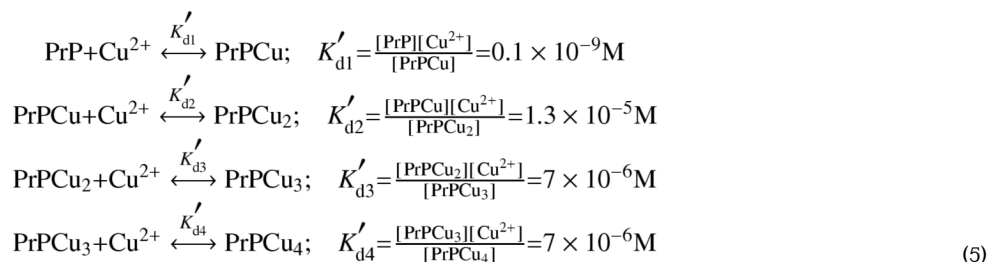 PrP+Cu²⁺ ⟷ K′d1 PrPCu; K′d1 = [PrP][Cu²⁺]/[PrPCu] =0.1 × 10⁻⁹M
PrPCu+Cu²⁺ ⟷ K′d2 PrPCu₂; K′d2 = [PrPCu][Cu²⁺]/[PrPCu₂] =1.3 × 10⁻⁵M
PrPCu₂+Cu²⁺ ⟷ K′d3 PrPCu₃; K′d3 = [PrPCu₂][Cu²⁺]/[PrPCu₃] =7 × 10⁻⁶M
PrPCu₃+Cu²⁺ ⟷ K′d4 PrPCu₄; K′d4 = [PrPCu₃][Cu²⁺]/[PrPCu₄] =7 × 10⁻⁶M (5)